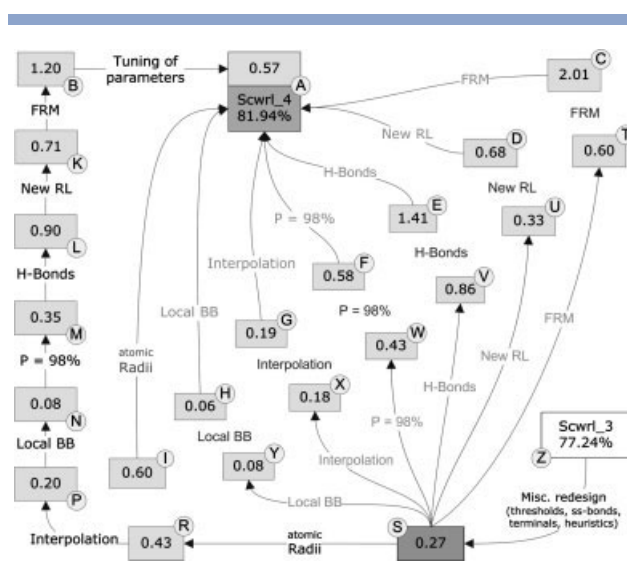 1.20
B
Tuning of
parameters
0.57
A
Scwrl_4
81.94%
FRM
2.01
C
FRM
FRM
0.71
K
New RL
0.68
D
0.60
T
New RL
0.90
L
H-Bonds
1.41
E
New RL
0.33
U
H-Bonds
P = 98%
0.58
F
H-Bonds
0.86
V
0.35
M
Interpolation
0.19
G
P = 98%
0.43
W
FRM
P = 98%
Local BB
atomic
Radii
Interpolation
New RL
0.08
N
0.06
H
0.18
X
H-Bonds
P = 98%
Scwrl_3
77.24%
Z
Local BB
Local BB
0.60
I
0.08
Y
Interpolation
0.20
P
Local BB
Misc. redesign
(thresholds, ss-bonds,
terminals, heuristics)
Interpolation
0.43
R
atomic
Radii
S
0.27